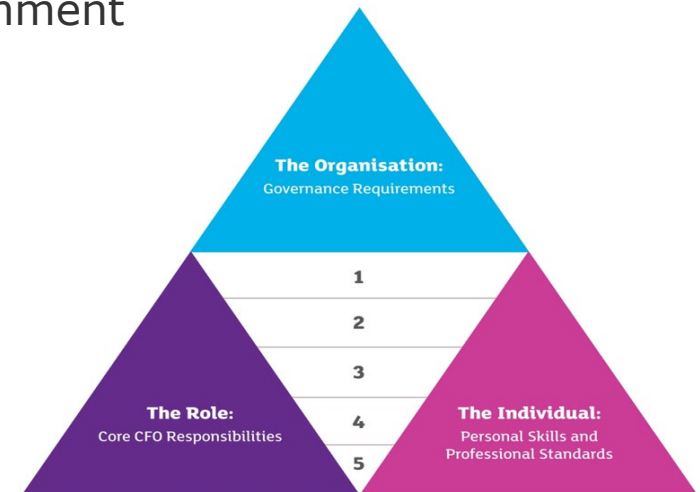 The Organisation:
Governance Requirements
1
2
3
4
5
The Role:
Core CFO Responsibilities
The Individual:
Personal Skills and
Professional Standards